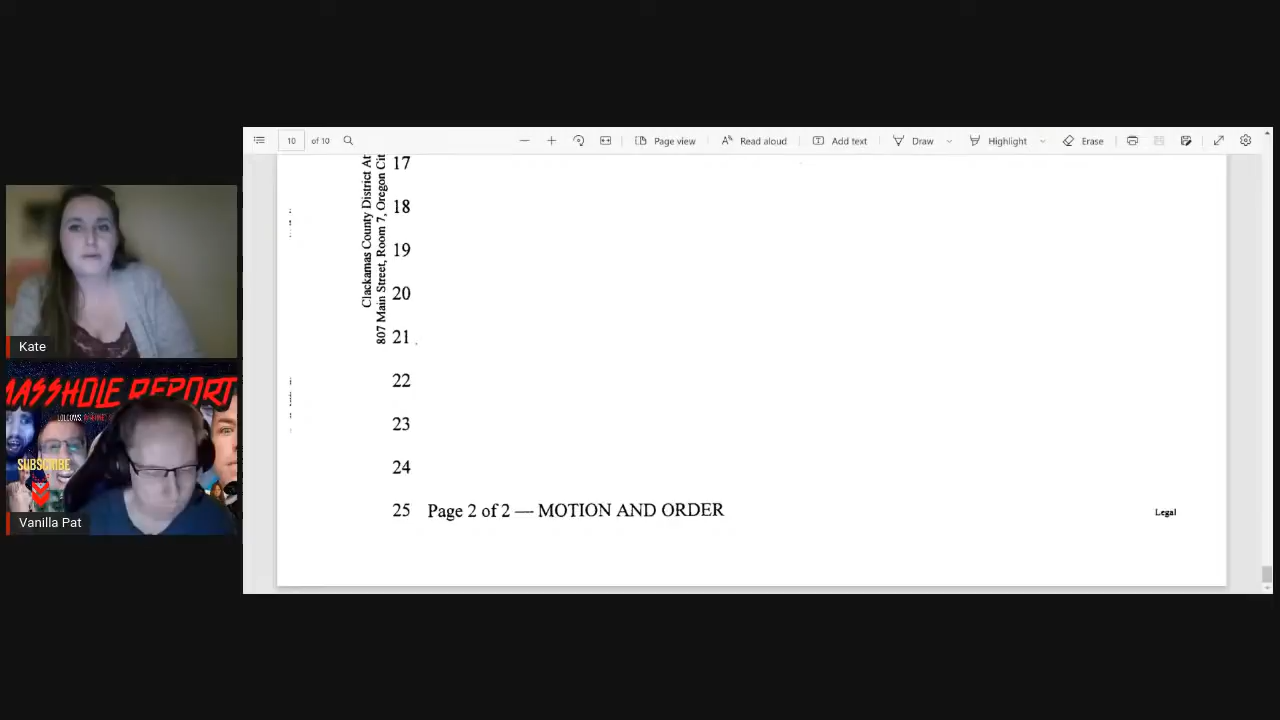 10 of 10
Page view
Read aloud
Add text
Draw
Highlight
Erase
Clackamas County District At
807 Main Street, Room 7, Oregon Cit
17
18
19
20
21
22
23
24
25 Page 2 of 2 — MOTION AND ORDER
Legal
Kate
MASSHOLE REPORT
LOLCOWS
SUBSCRIBE
Vanilla Pat